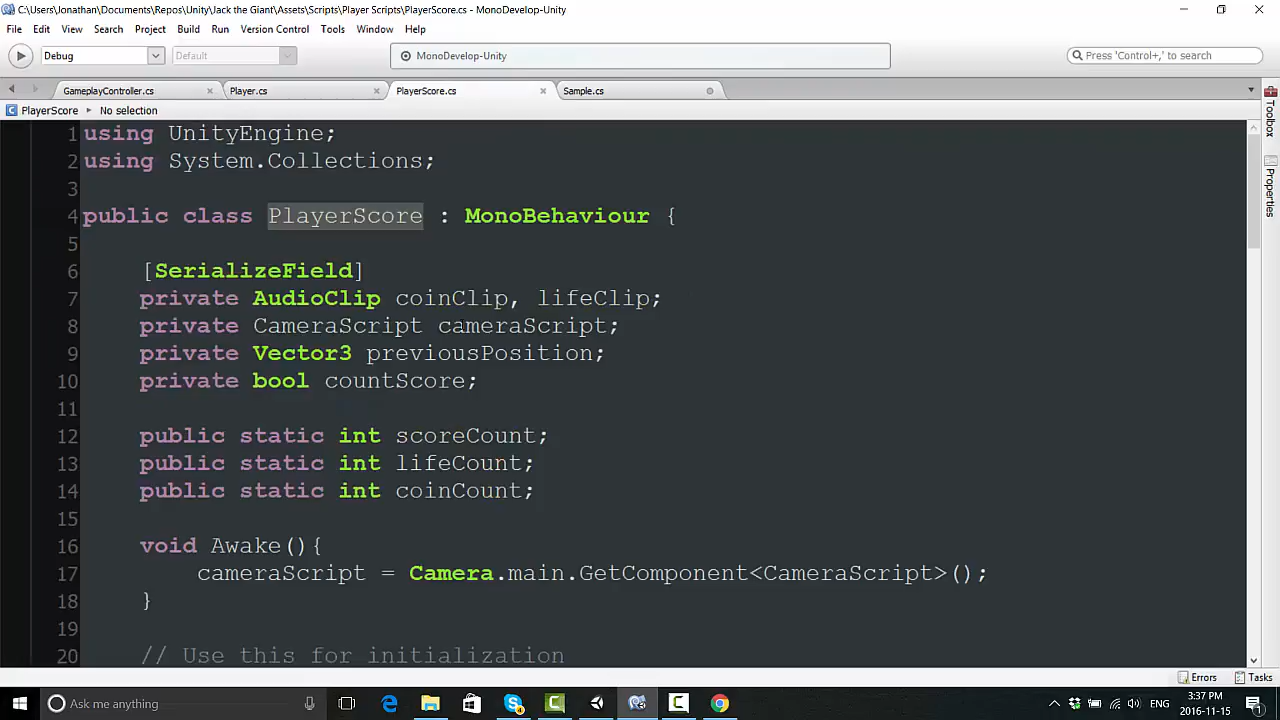 C:\Users\Jonathan\Documents\Repos\Unity\Jack the Giant\Assets\Scripts\Player Scripts\PlayerScore.cs - MonoDevelop-Unity
File Edit View Search Project Build Run Version Control Tools Window Help
Debug Default MonoDevelop-Unity Press 'Control+,' to search
GameplayController.cs Player.cs PlayerScore.cs Sample.cs
PlayerScore No selection
1 using UnityEngine;
2 using System.Collections;
3
4 public class PlayerScore : MonoBehaviour {
5
6 [SerializeField]
7 private AudioClip coinClip, lifeClip;
8 private CameraScript cameraScript;
9 private Vector3 previousPosition;
10 private bool countScore;
11
12 public static int scoreCount;
13 public static int lifeCount;
14 public static int coinCount;
15
16 void Awake(){
17 cameraScript = Camera.main.GetComponent<CameraScript>();
18 }
19
20 // Use this for initialization
Toolbox
Properties
Errors Tasks
Ask me anything
ENG 3:37 PM
2016-11-15